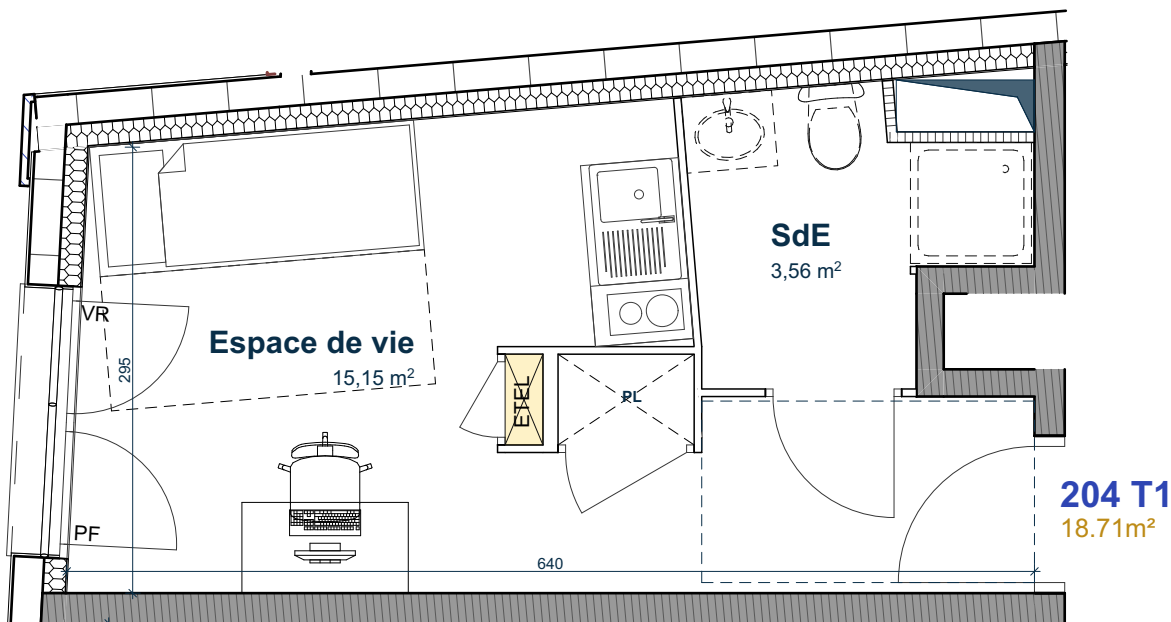 SdE
3,56 m²
VR
Espace de vie
15,15 m²
295
ETEL
PL
204 T1
18.71m²
PF
640